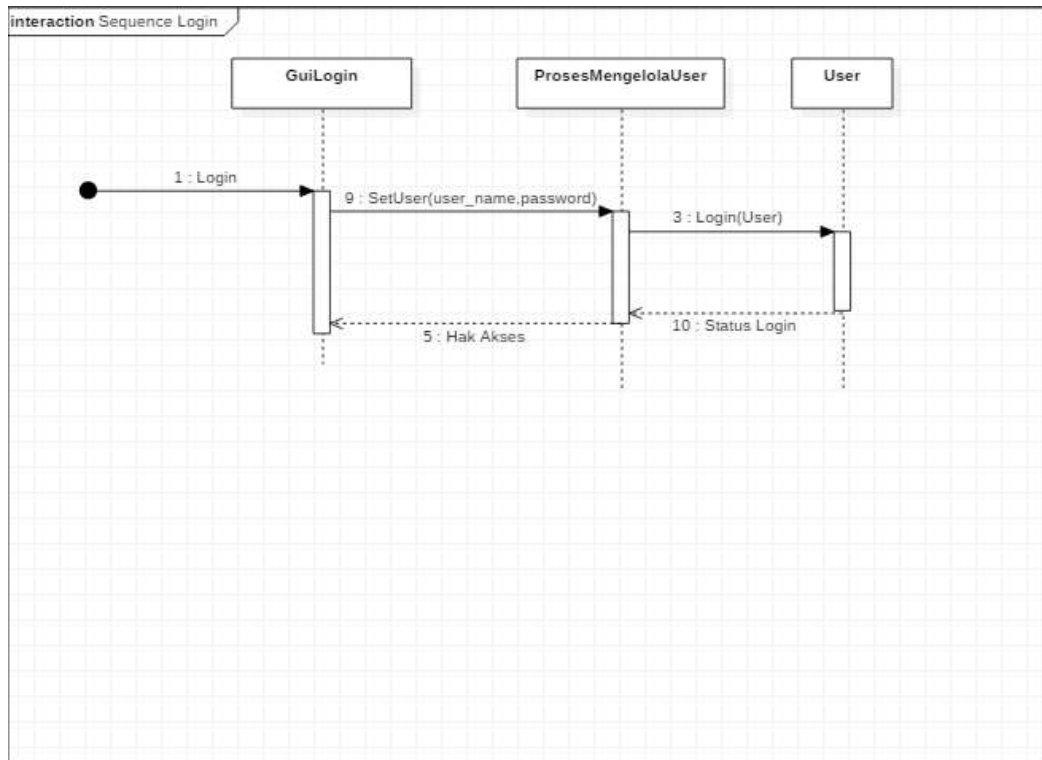 interaction Sequence Login
GuiLogin
ProsesMengelolaUser
User
1 : Login
9 : SetUser(user_name,password)
3 : Login(User)
10 : Status Login
5 : Hak Akses